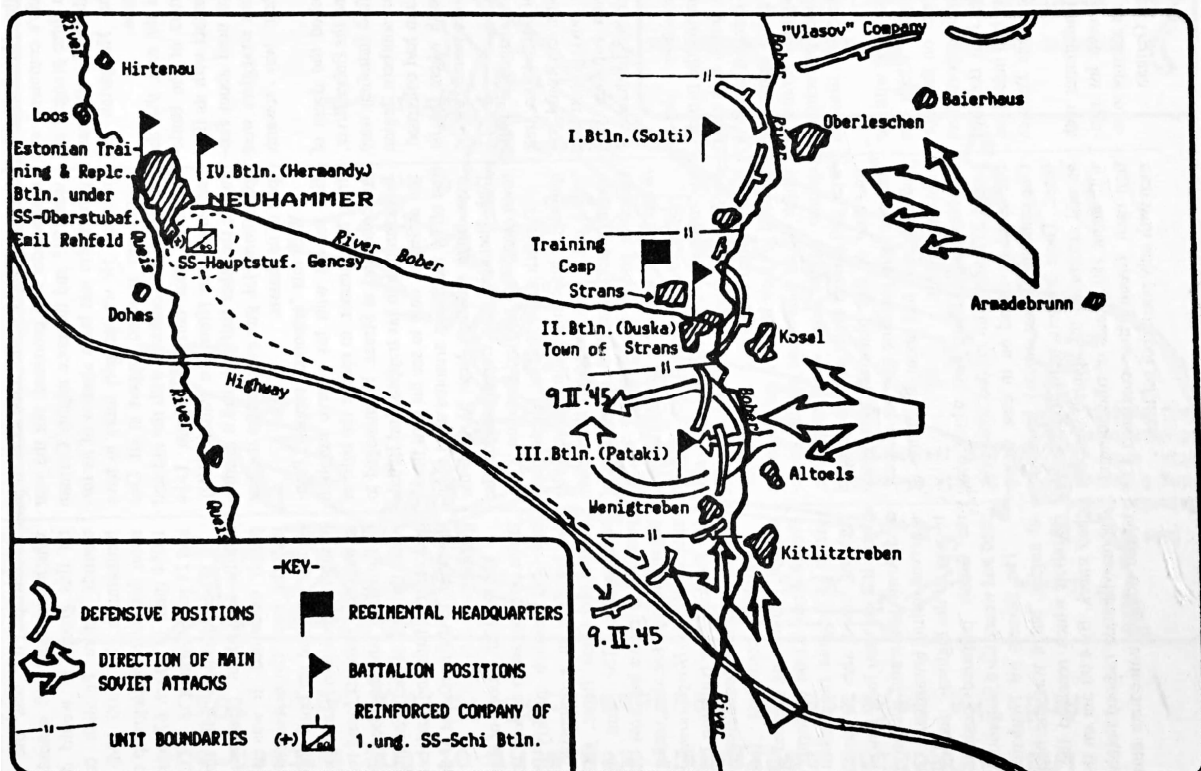 River
Hirtenau
Loos
Estonian Trai-
ning & Replc.
Btln. under
SS-Oberstubaf.
Emil Rehfeld
IV.Btln.(Hermandy)
NEUHAMMER
(+)
SS-Hauptstuf. Gencsy
Queis
Dohms
River
Queis
Highway
River Bober
"Vlasov" Company
Bober
River
Baierhaus
Oberleschen
I.Btln.(Solti)
Training
Camp
Strans
II.Btln.(Duska)
Town of Strans
Kosel
Armadebrunn
9.II.'45
Bober
III.Btln.(Pataki)
Altoels
Wenigtreben
Kitlitztreben
9.II.45
River
-KEY-
DEFENSIVE POSITIONS
DIRECTION OF MAIN
SOVIET ATTACKS
UNIT BOUNDARIES
REGIMENTAL HEADQUARTERS
BATTALION POSITIONS
REINFORCED COMPANY OF
(+) 1.ung. SS-Schi Btln.